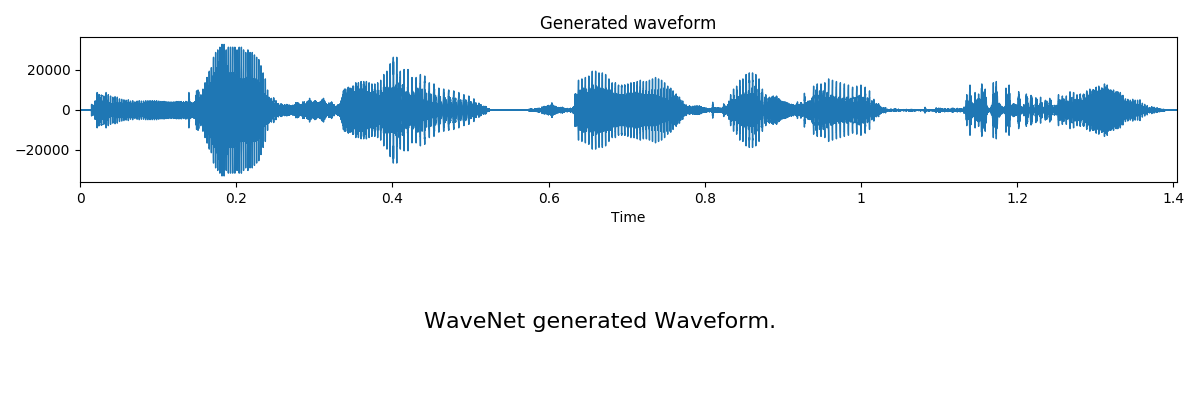 Generated waveform
20000
0
−20000
0 0.2 0.4 0.6 0.8 1 1.2 1.4
Time
WaveNet generated Waveform.